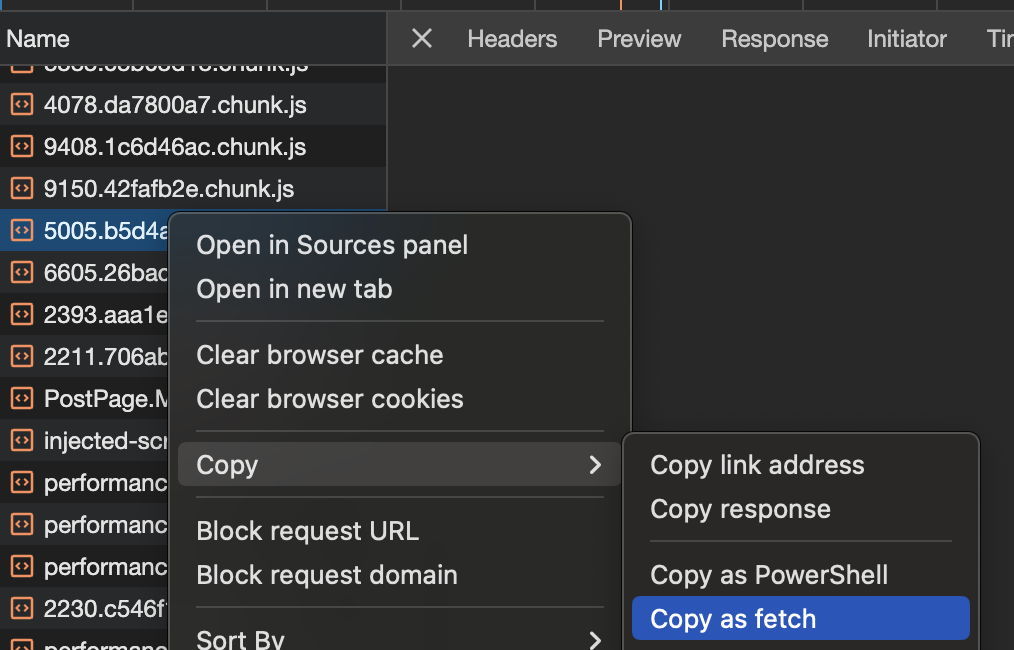 Name
Headers Preview Response Initiator Tir
4078.da7800a7.chunk.js
9408.1c6d46ac.chunk.js
9150.42fafb2e.chunk.js
5005.b5d4a
6605.26bac
2393.aaa1e
2211.706ab
PostPage.M
injected-scr
performanc
performanc
performanc
2230.c546f
performanc
Open in Sources panel
Open in new tab
Clear browser cache
Clear browser cookies
Copy
Block request URL
Block request domain
Sort By
Copy link address
Copy response
Copy as PowerShell
Copy as fetch